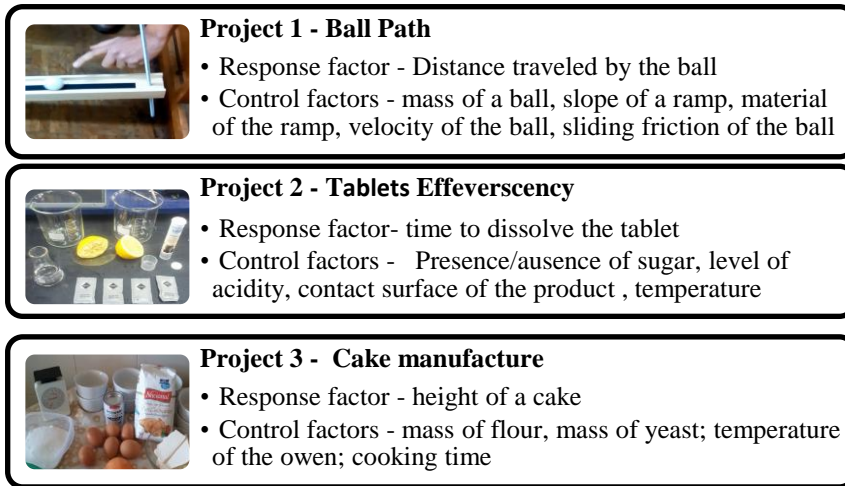 Project 1 - Ball Path
• Response factor - Distance traveled by the ball
• Control factors - mass of a ball, slope of a ramp, material
of the ramp, velocity of the ball, sliding friction of the ball
Project 2 - Tablets Effeverscency
• Response factor- time to dissolve the tablet
• Control factors - Presence/ausence of sugar, level of
acidity, contact surface of the product , temperature
Project 3 - Cake manufacture
• Response factor - height of a cake
• Control factors - mass of flour, mass of yeast; temperature
of the owen; cooking time